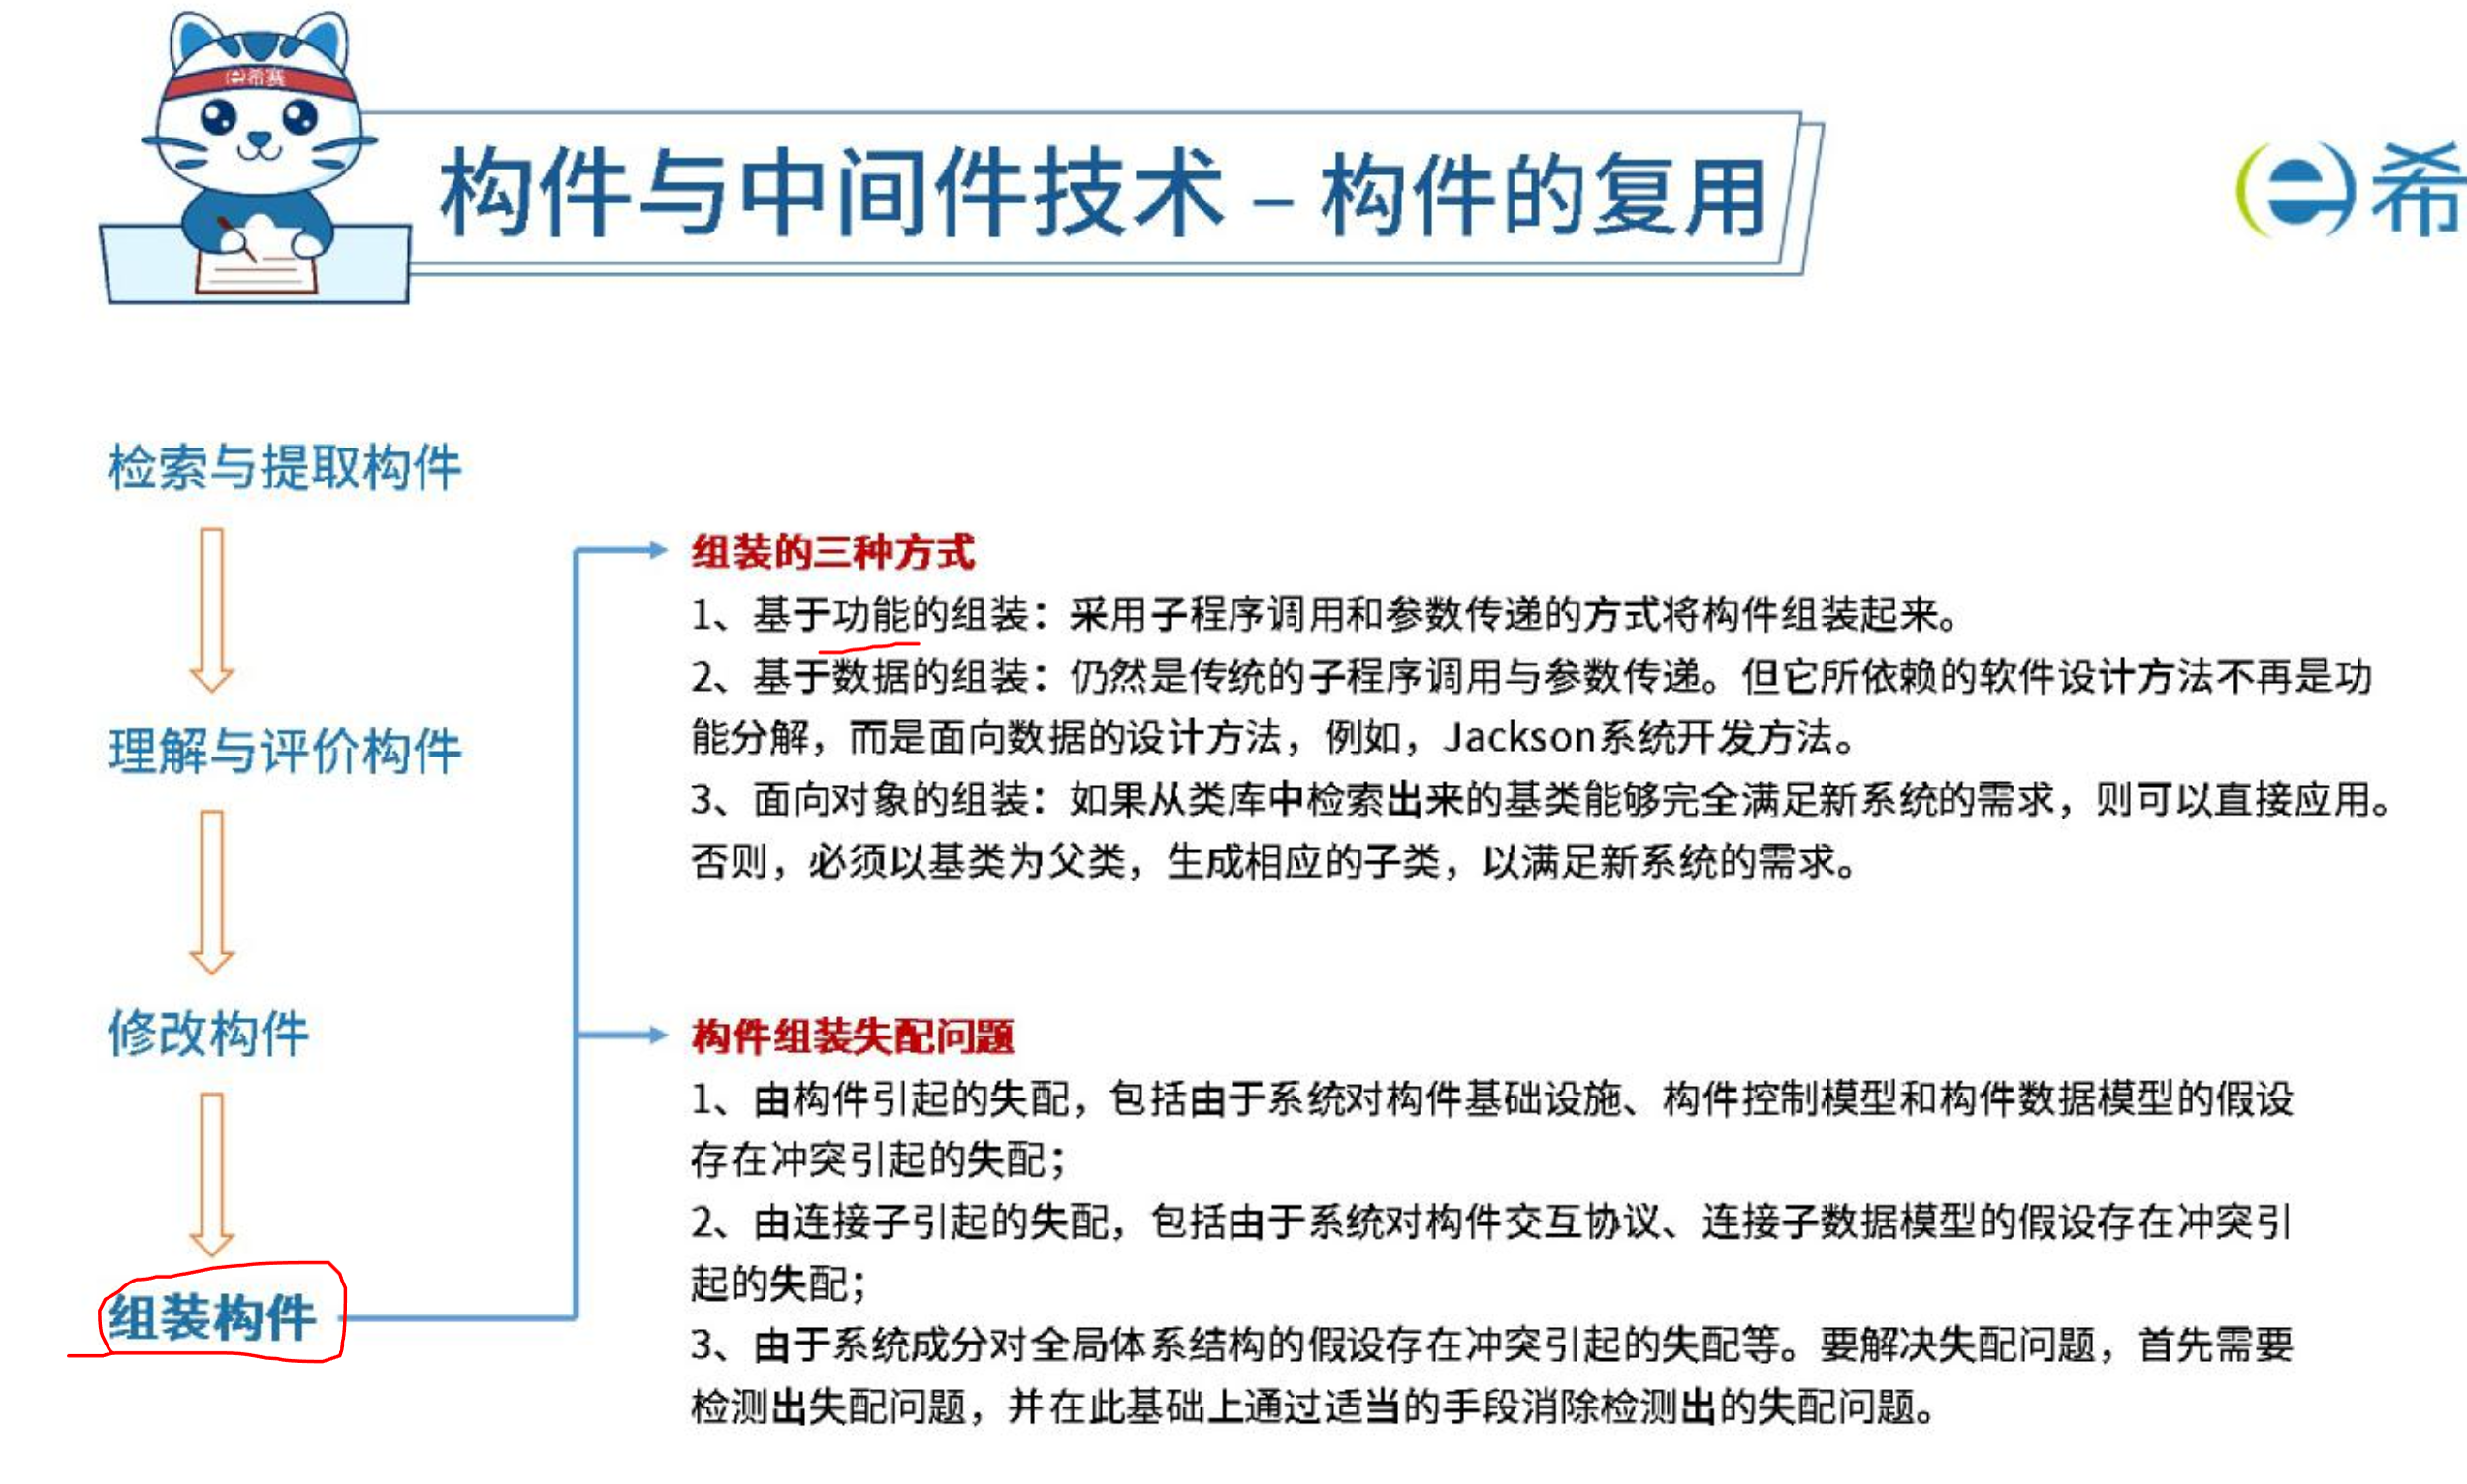 e希赛
构件与中间件技术 – 构件的复用
e希
检索与提取构件
理解与评价构件
修改构件
组装构件
组装的三种方式
1、基于功能的组装：采用子程序调用和参数传递的方式将构件组装起来。
2、基于数据的组装：仍然是传统的子程序调用与参数传递。但它所依赖的软件设计方法不再是功
能分解，而是面向数据的设计方法，例如，Jackson系统开发方法。
3、面向对象的组装：如果从类库中检索出来的基类能够完全满足新系统的需求，则可以直接应用。
否则，必须以基类为父类，生成相应的子类，以满足新系统的需求。
构件组装失配问题
1、由构件引起的失配，包括由于系统对构件基础设施、构件控制模型和构件数据模型的假设
存在冲突引起的失配；
2、由连接子引起的失配，包括由于系统对构件交互协议、连接子数据模型的假设存在冲突引
起的失配；
3、由于系统成分对全局体系结构的假设存在冲突引起的失配等。要解决失配问题，首先需要
检测出失配问题，并在此基础上通过适当的手段消除检测出的失配问题。